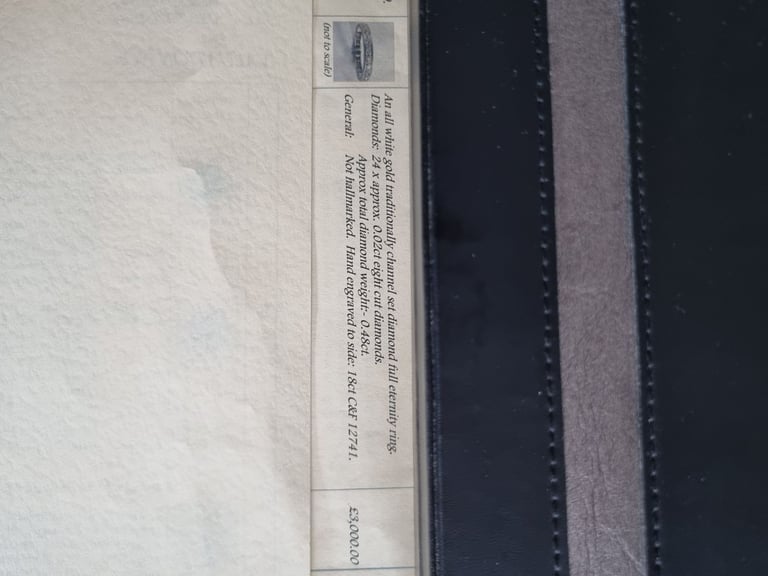 (not to scale)
An all white gold traditionally channel set diamond full eternity ring.
Diamonds: 24 x approx. 0.02ct eight cut diamonds.
Approx total diamond weight:- 0.48ct.
General: Not hallmarked. Hand engraved to side: 18ct C&F 12741.
£3,000.00